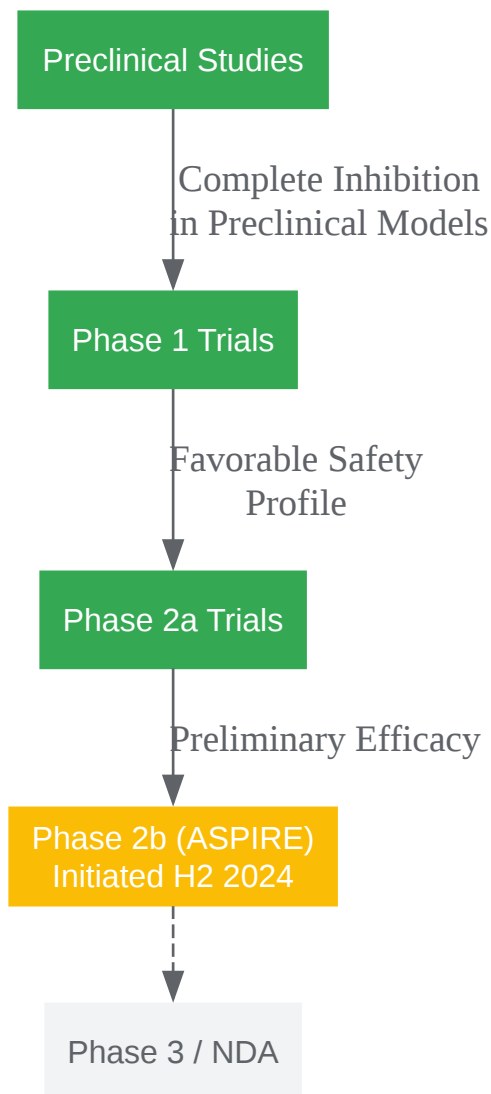 Preclinical Studies
Complete Inhibition
in Preclinical Models
Phase 1 Trials
Favorable Safety
Profile
Phase 2a Trials
Preliminary Efficacy
Phase 2b (ASPIRE)
Initiated H2 2024
Phase 3 / NDA